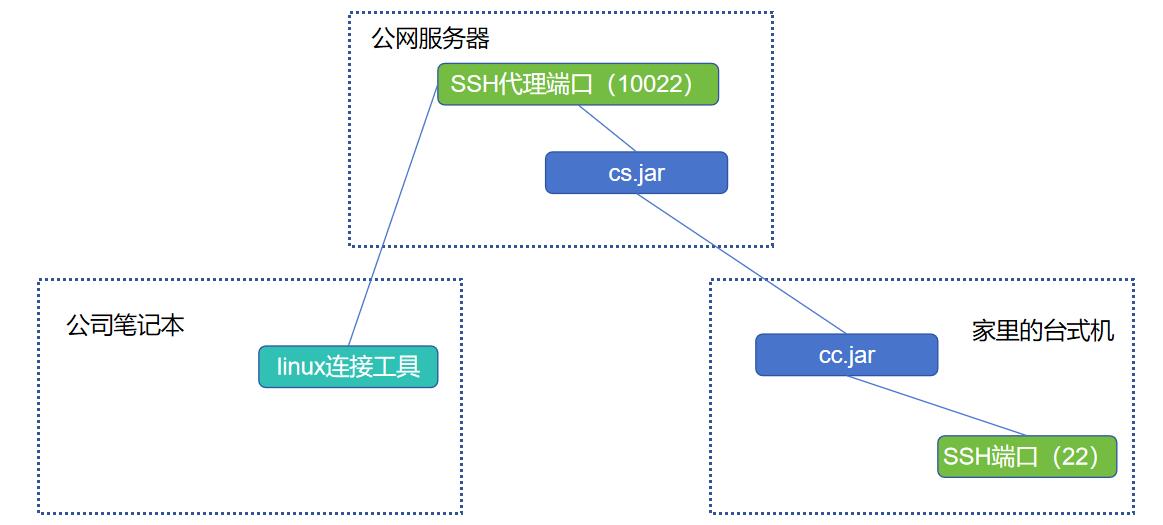 公网服务器
SSH代理端口（10022）
cs.jar
公司笔记本
linux连接工具
家里的台式机
cc.jar
SSH端口（22）